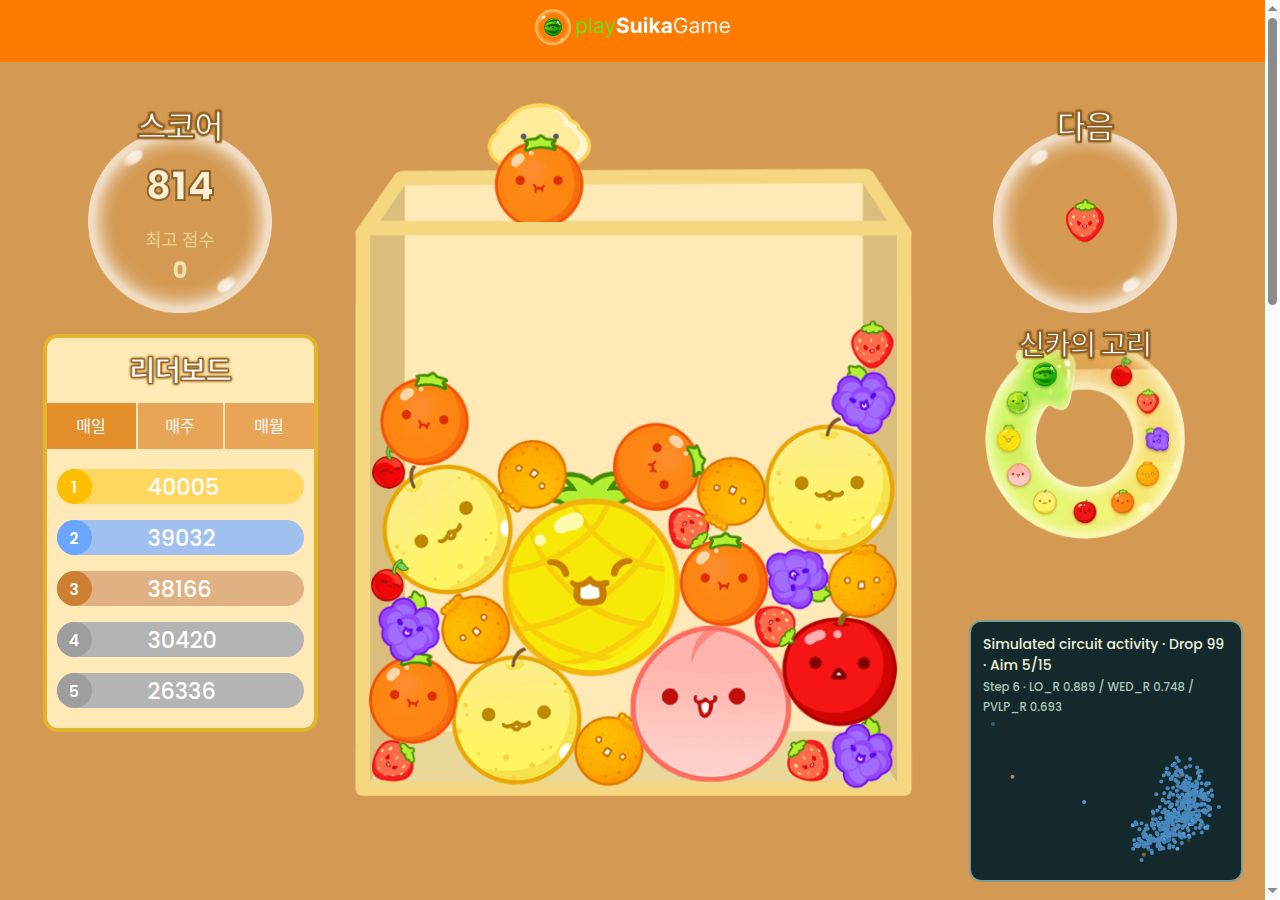 playSuikaGame
스코어
814
최고 점수
0
리더보드
매일 매주 매월
1 40005
2 39032
3 38166
4 30420
5 26336
다음
신카의 고리
Simulated circuit activity · Drop 99
· Aim 5/15
Step 6 · LO_R 0.889 / WED_R 0.748 /
PVLP_R 0.693